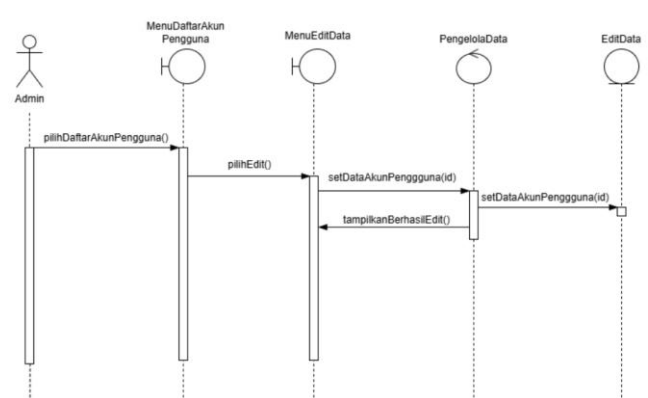 MenuDaftarAkun
Pengguna
MenuEditData
PengelolaData
EditData
Admin
pilihDaftarAkunPengguna()
pilihEdit()
setDataAkunPenggguna(id)
setDataAkunPenggguna(id)
tampilkanBerhasilEdit()